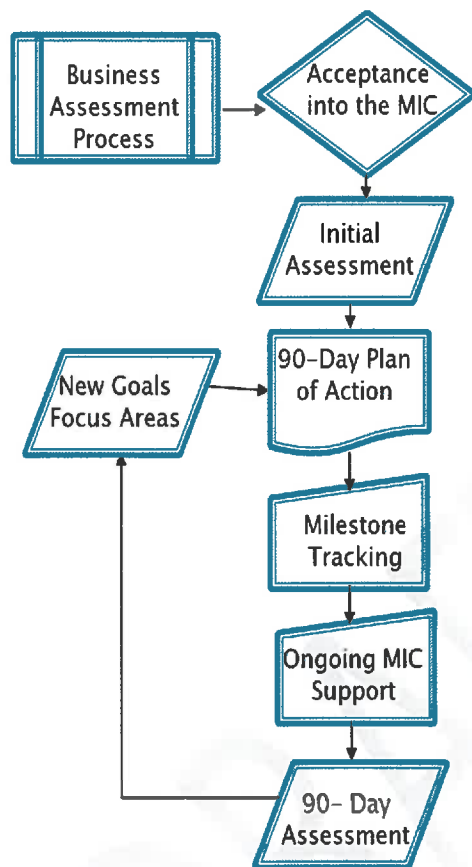 Business
Assessment
Process
Acceptance
into the MIC
Initial
Assessment
90-Day Plan
of Action
New Goals
Focus Areas
Milestone
Tracking
Ongoing MIC
Support
90- Day
Assessment